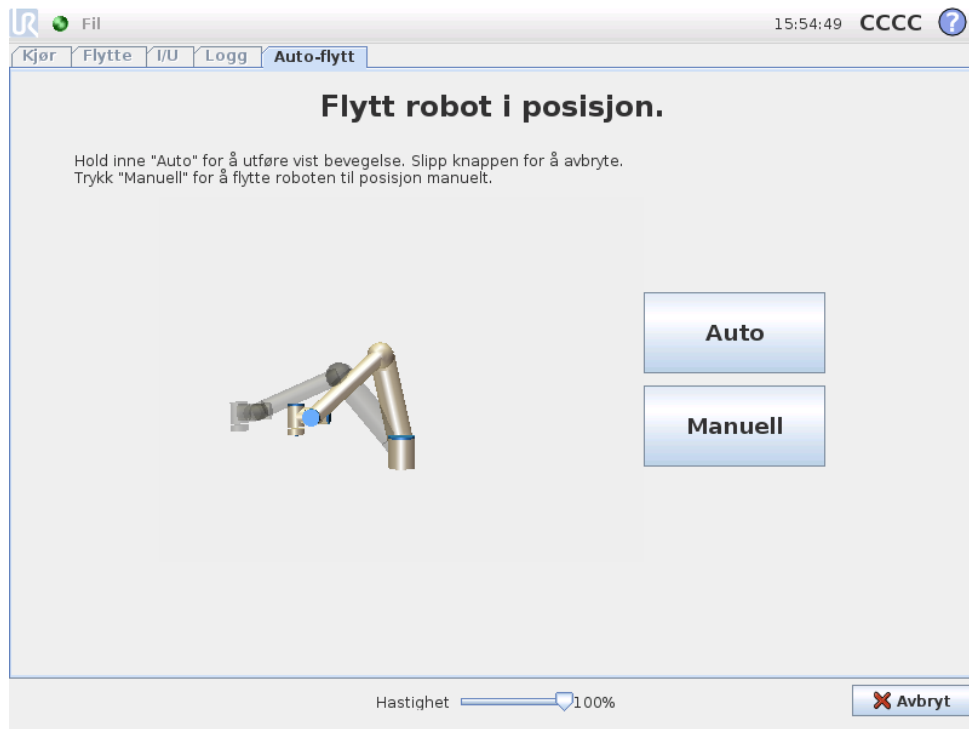 UR Fil 15:54:49 CCCC ?
Kjør Flytte I/U Logg Auto-flytt
Flytt robot i posisjon.
Hold inne "Auto" for å utføre vist bevegelse. Slipp knappen for å avbryte.
Trykk "Manuell" for å flytte roboten til posisjon manuelt.
Auto
Manuell
Hastighet 100% Avbryt